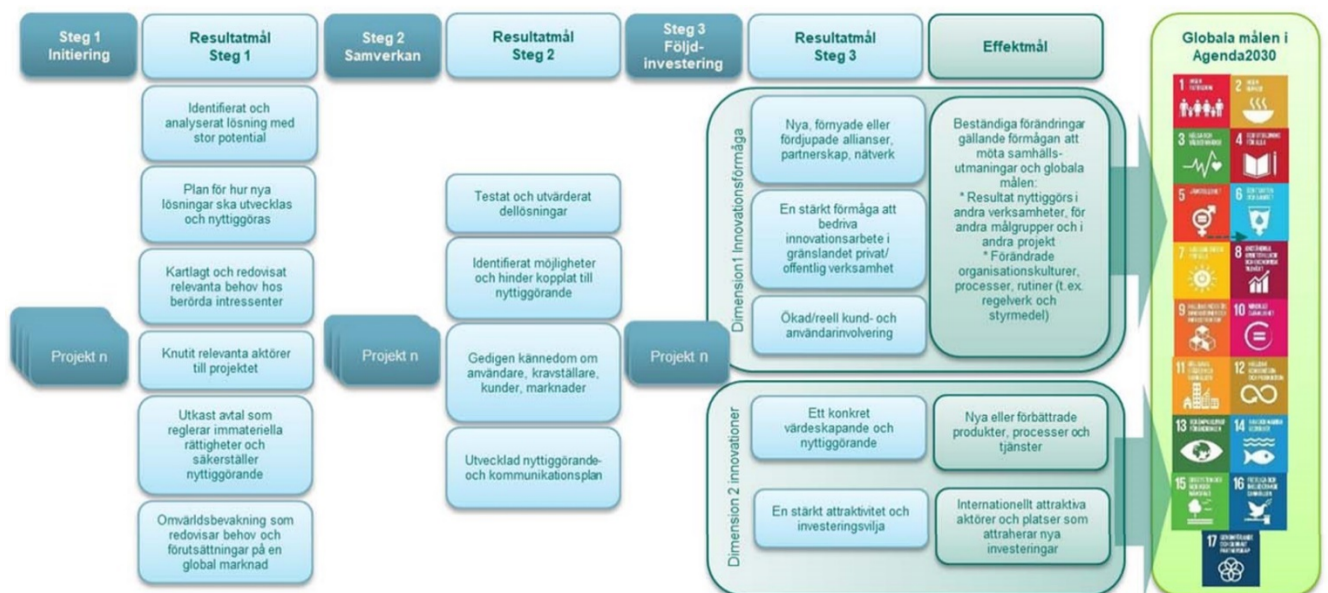 Steg 1
Initiering
Resultatmål
Steg 1
Identifierat och
analyserat lösning med
stor potential
Plan för hur nya
lösningar ska utvecklas
och nyttiggöras
Kartlagt och redovisat
relevanta behov hos
berörda intressenter
Projekt n
Knutit relevanta aktörer
till projektet
Utkast avtal som
reglerar immateriella
rättigheter och
säkerställer
nyttiggörande
Omvärldsbevakning som
redovisar behov och
förutsättningar på en
global marknad
Steg 2
Samverkan
Resultatmål
Steg 2
Testat och utvärderat
dellösningar
Identifierat möjligheter
och hinder kopplat till
nyttiggörande
Projekt n
Gedigen kännedom om
användare, kravställare,
kunder, marknader
Utvecklad nyttiggörande-
och kommunikationsplan
Steg 3
Följd-
investering
Projekt n
Resultatmål
Steg 3
Effektmål
Dimension1 Innovationsförmåga
Nya, förnyade eller
fördjupade allianser,
partnerskap, nätverk
En stärkt förmåga att
bedriva
innovationsarbete i
gränslandet privat/
offentlig verksamhet
Ökad/reell kund- och
användarinvolvering
Beständiga förändringar
gällande förmågan att
möta samhälls-
utmaningar och globala
målen:
* Resultat nyttiggörs i
andra verksamheter, för
andra målgrupper och i
andra projekt
* Förändrade
organisationskulturer,
processer, rutiner (t.ex.
regelverk och
styrmedel)
Dimension 2 innovationer
Ett konkret
värdeskapande och
nyttiggörande
Nya eller förbättrade
produkter, processer och
tjänster
En stärkt attraktivitet och
investeringsvilja
Internationellt attraktiva
aktörer och platser som
attraherar nya
investeringar
Globala målen i
Agenda2030
1
2
3
4
5 JÄMSTÄLLDHET
6
7
8
9
10
11
12
13
14
15
16
17